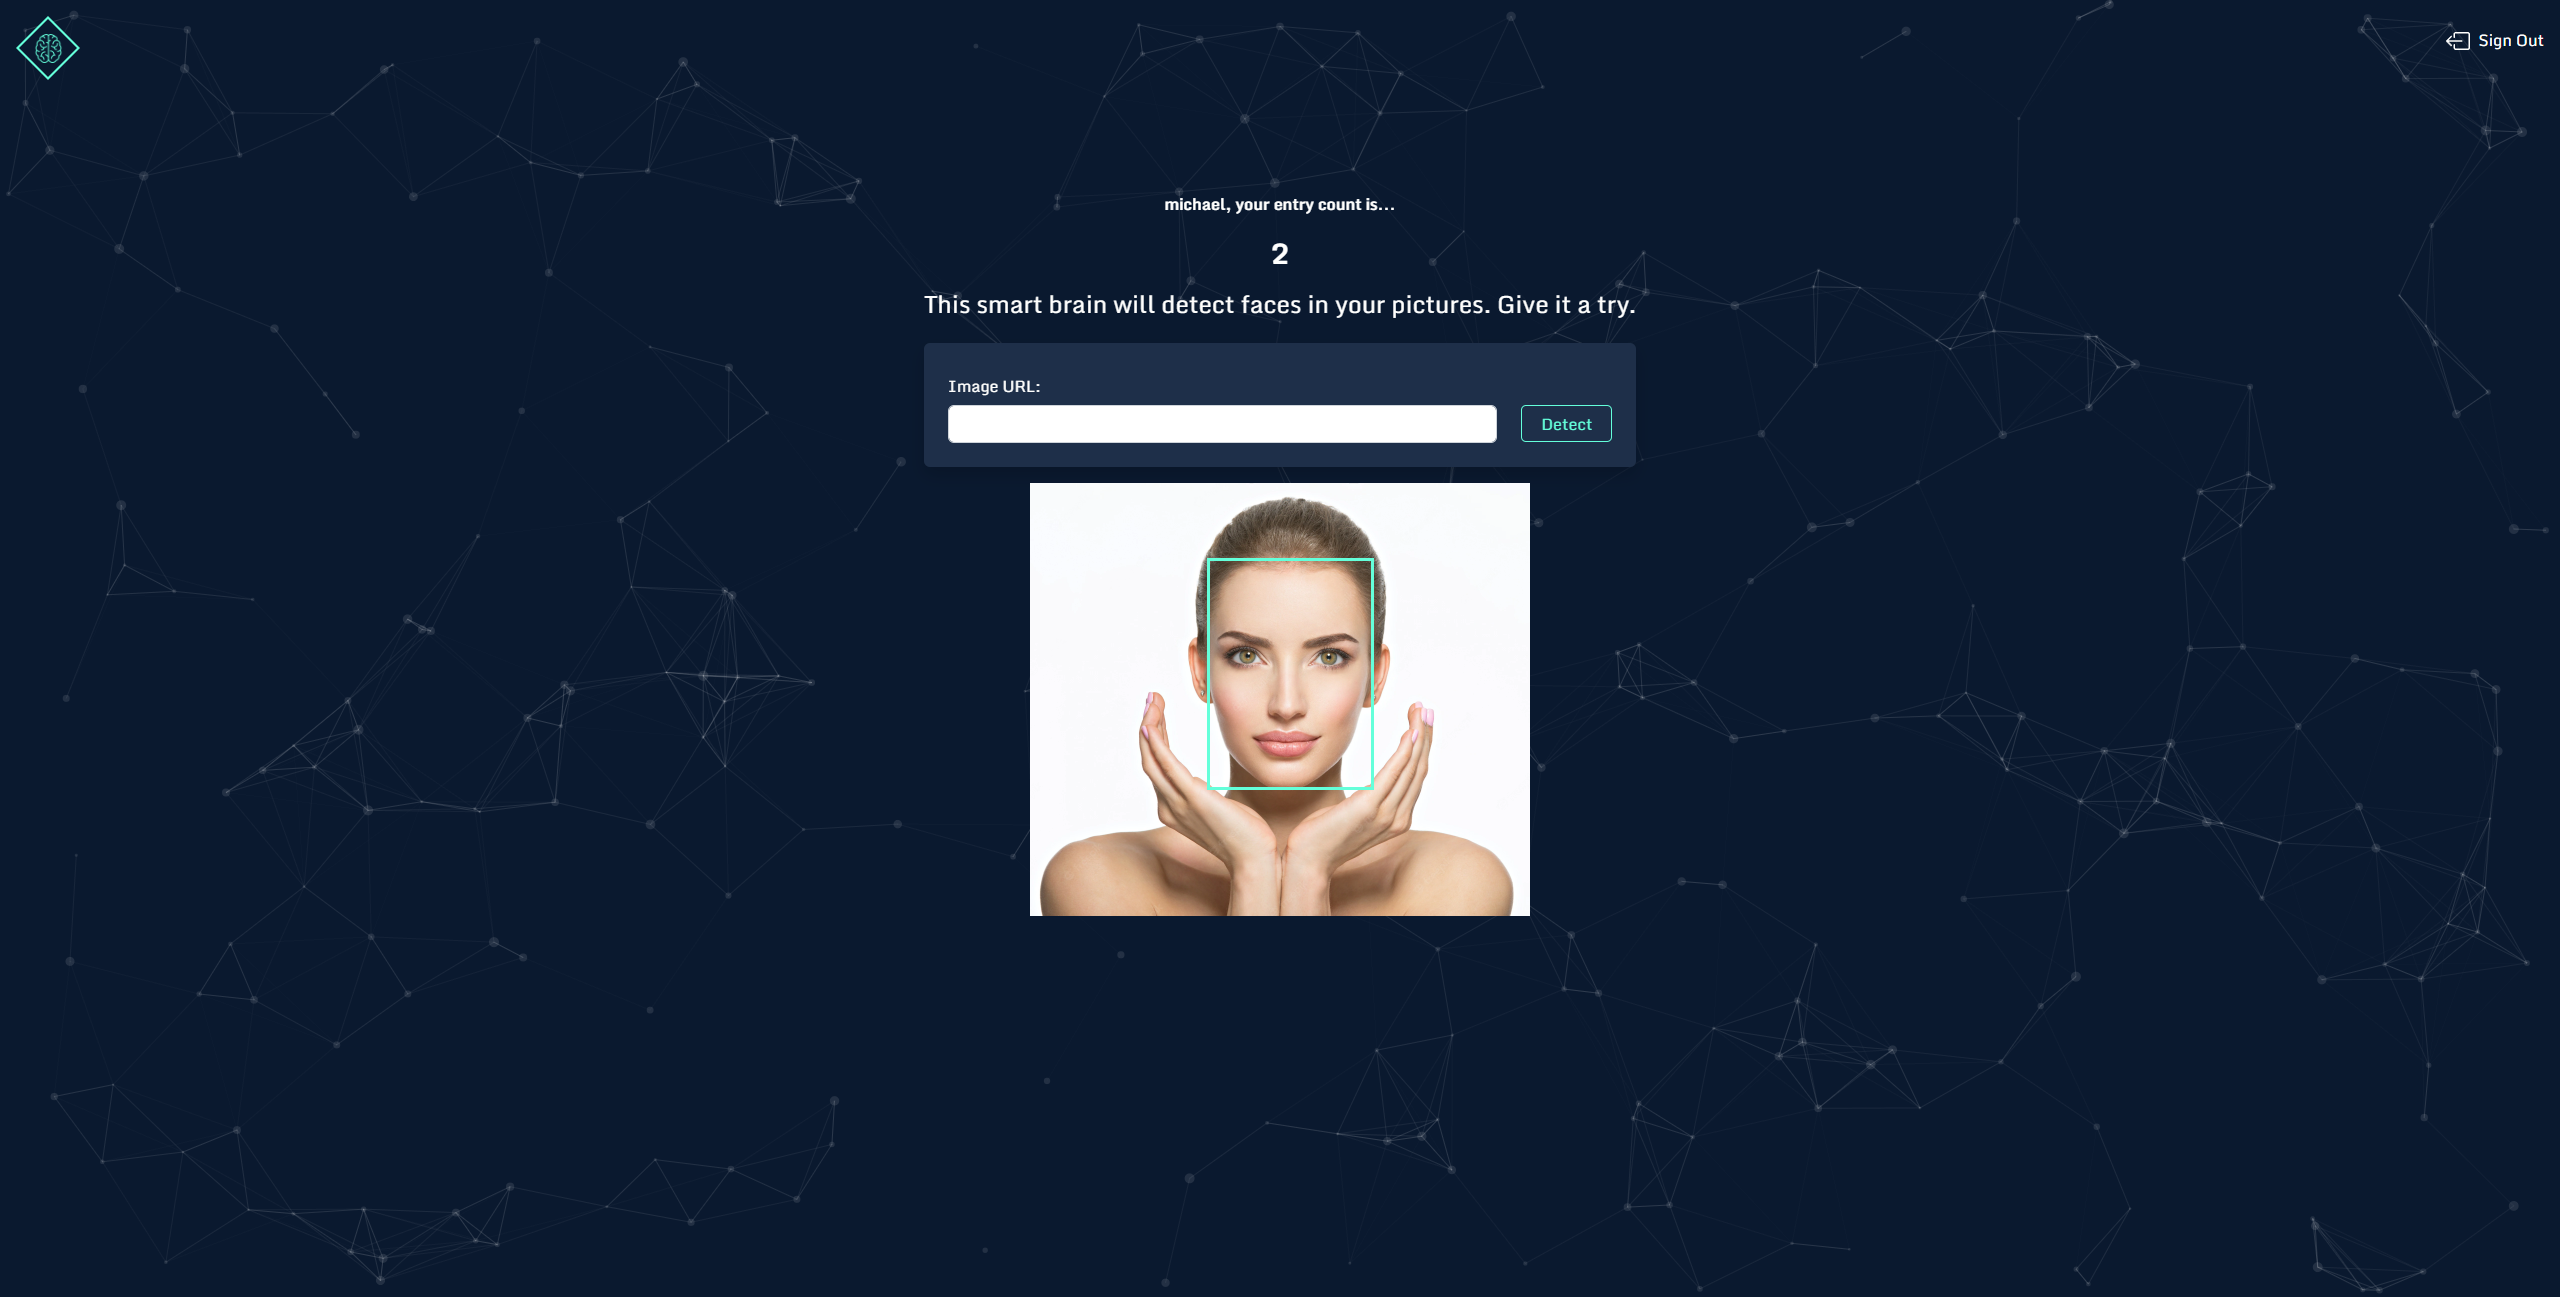 Sign Out
michael, your entry count is...
2
This smart brain will detect faces in your pictures. Give it a try.
Image URL:
Detect